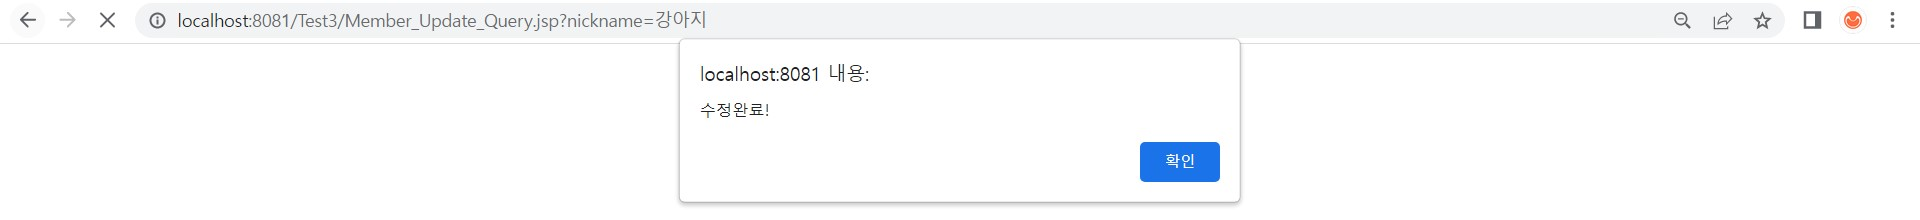 localhost:8081/Test3/Member_Update_Query.jsp?nickname=강아지
localhost:8081 내용:
수정완료!
확인